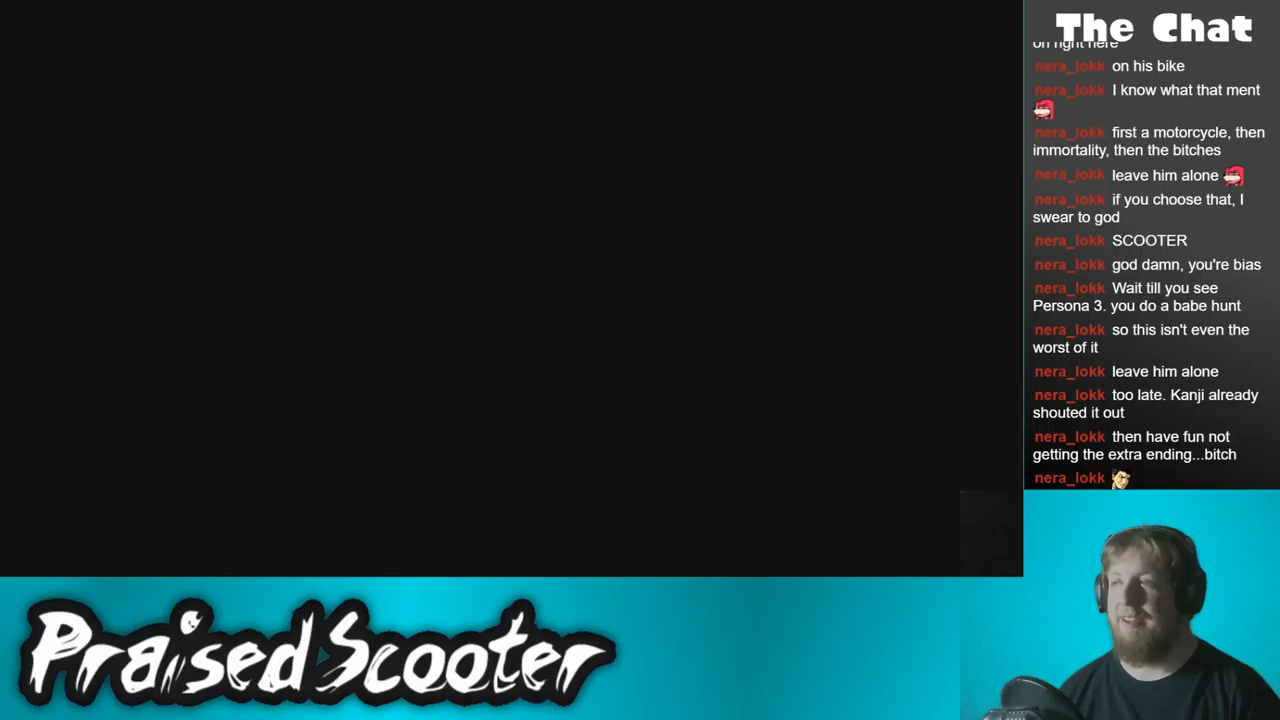 The Chat
on right here
nera_lokk on his bike
nera_lokk I know what that ment
nera_lokk first a motorcycle, then
immortality, then the bitches
nera_lokk leave him alone
nera_lokk if you choose that, I
swear to god
nera_lokk SCOOTER
nera_lokk god damn, you're bias
nera_lokk Wait till you see
Persona 3. you do a babe hunt
nera_lokk so this isn't even the
worst of it
nera_lokk leave him alone
nera_lokk too late. Kanji already
shouted it out
nera_lokk then have fun not
getting the extra ending...bitch
nera_lokk
PraisedScooter